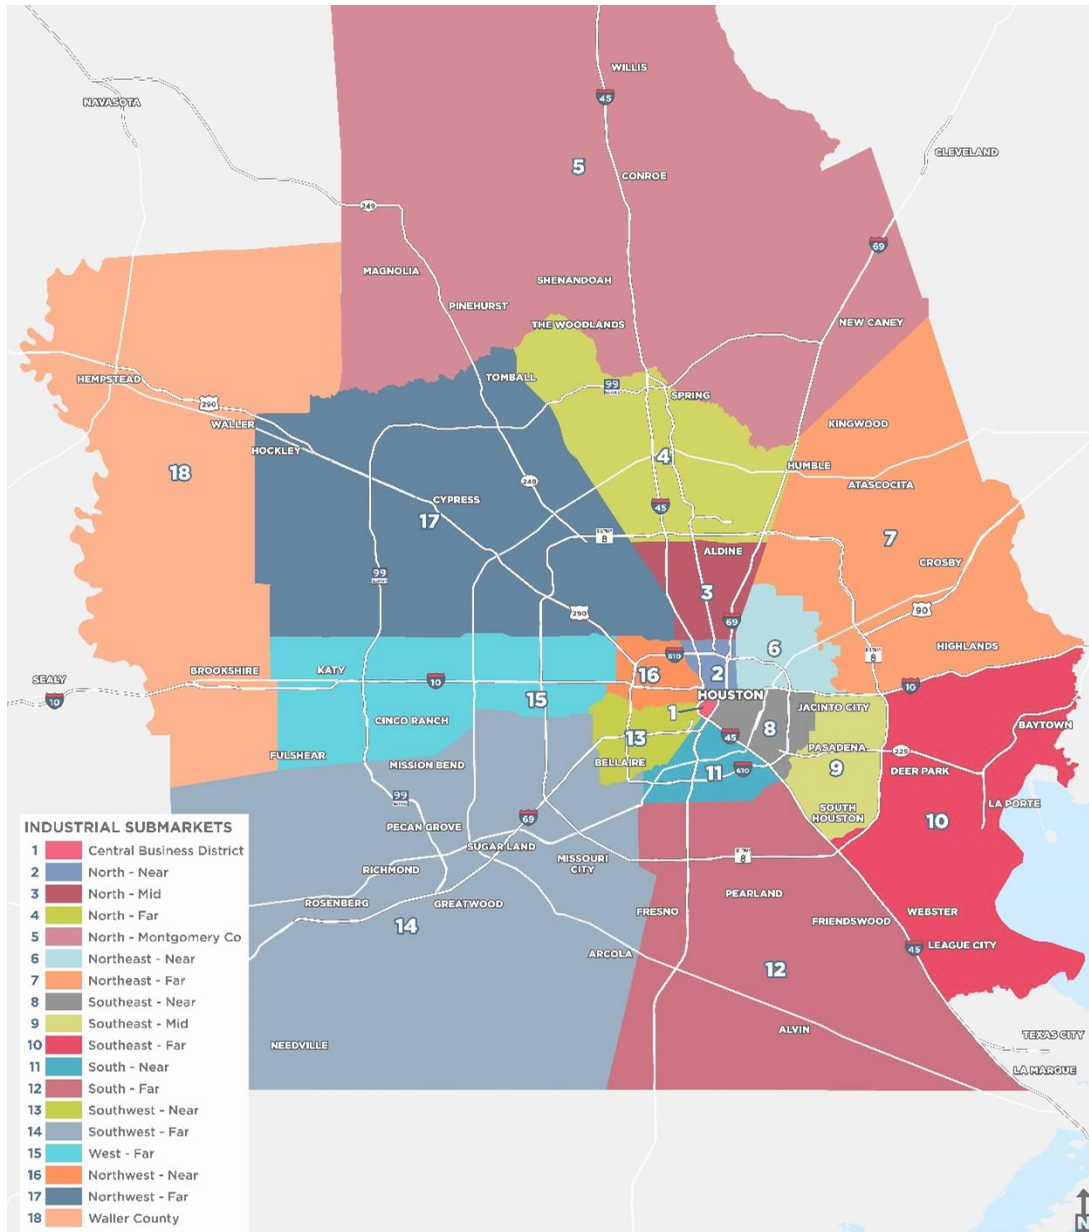 WILLIS
45
NAVASOTA
5
CLEVELAND
CONROE
249
69
MAGNOLIA
SHENANDOAH
PINEHURST
THE WOODLANDS
NEW CANEY
HEMPSTEAD
TOMBALL
99
SPRING
290
WALLER
KINGWOOD
HOCKLEY
4
HUMBLE
18
249
ATASCOCITA
CYPRESS
45
17
8
7
ALDINE
CROSBY
99
3
90
290
69
HIGHLANDS
6
610
8
BROOKSHIRE
KATY
16
2
SEALY
10
15
HOUSTON
10
10
1
JACINTO CITY
CINCO RANCH
8
BAYTOWN
13
45
PASADENA
225
FULSHEAR
MISSION BEND
BELLAIRE
11
610
9
DEER PARK
99
LA PORTE
69
SOUTH
HOUSTON
10
PECAN GROVE
SUGAR LAND
8
MISSOURI
CITY
RICHMOND
PEARLAND
ROSENBERG
GREATWOOD
FRESNO
WEBSTER
FRIENDSWOOD
14
45
LEAGUE CITY
ARCOLA
12
ALVIN
TEXAS CITY
NEEDVILLE
LA MARQUE
INDUSTRIAL SUBMARKETS
1 Central Business District
2 North - Near
3 North - Mid
4 North - Far
5 North - Montgomery Co
6 Northeast - Near
7 Northeast - Far
8 Southeast - Near
9 Southeast - Mid
10 Southeast - Far
11 South - Near
12 South - Far
13 Southwest - Near
14 Southwest - Far
15 West - Far
16 Northwest - Near
17 Northwest - Far
18 Waller County